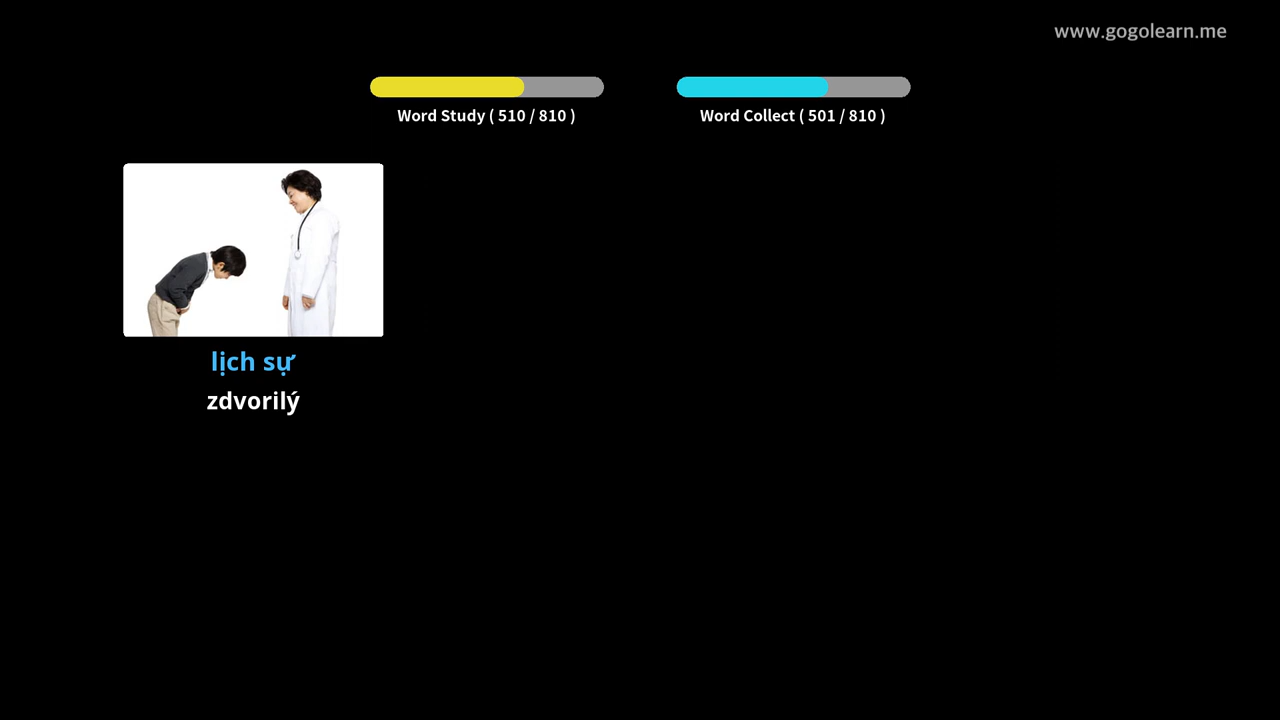 www.gogolearn.me
Word Study ( 510 / 810 )
Word Collect ( 501 / 810 )
lịch sự
zdvorilý